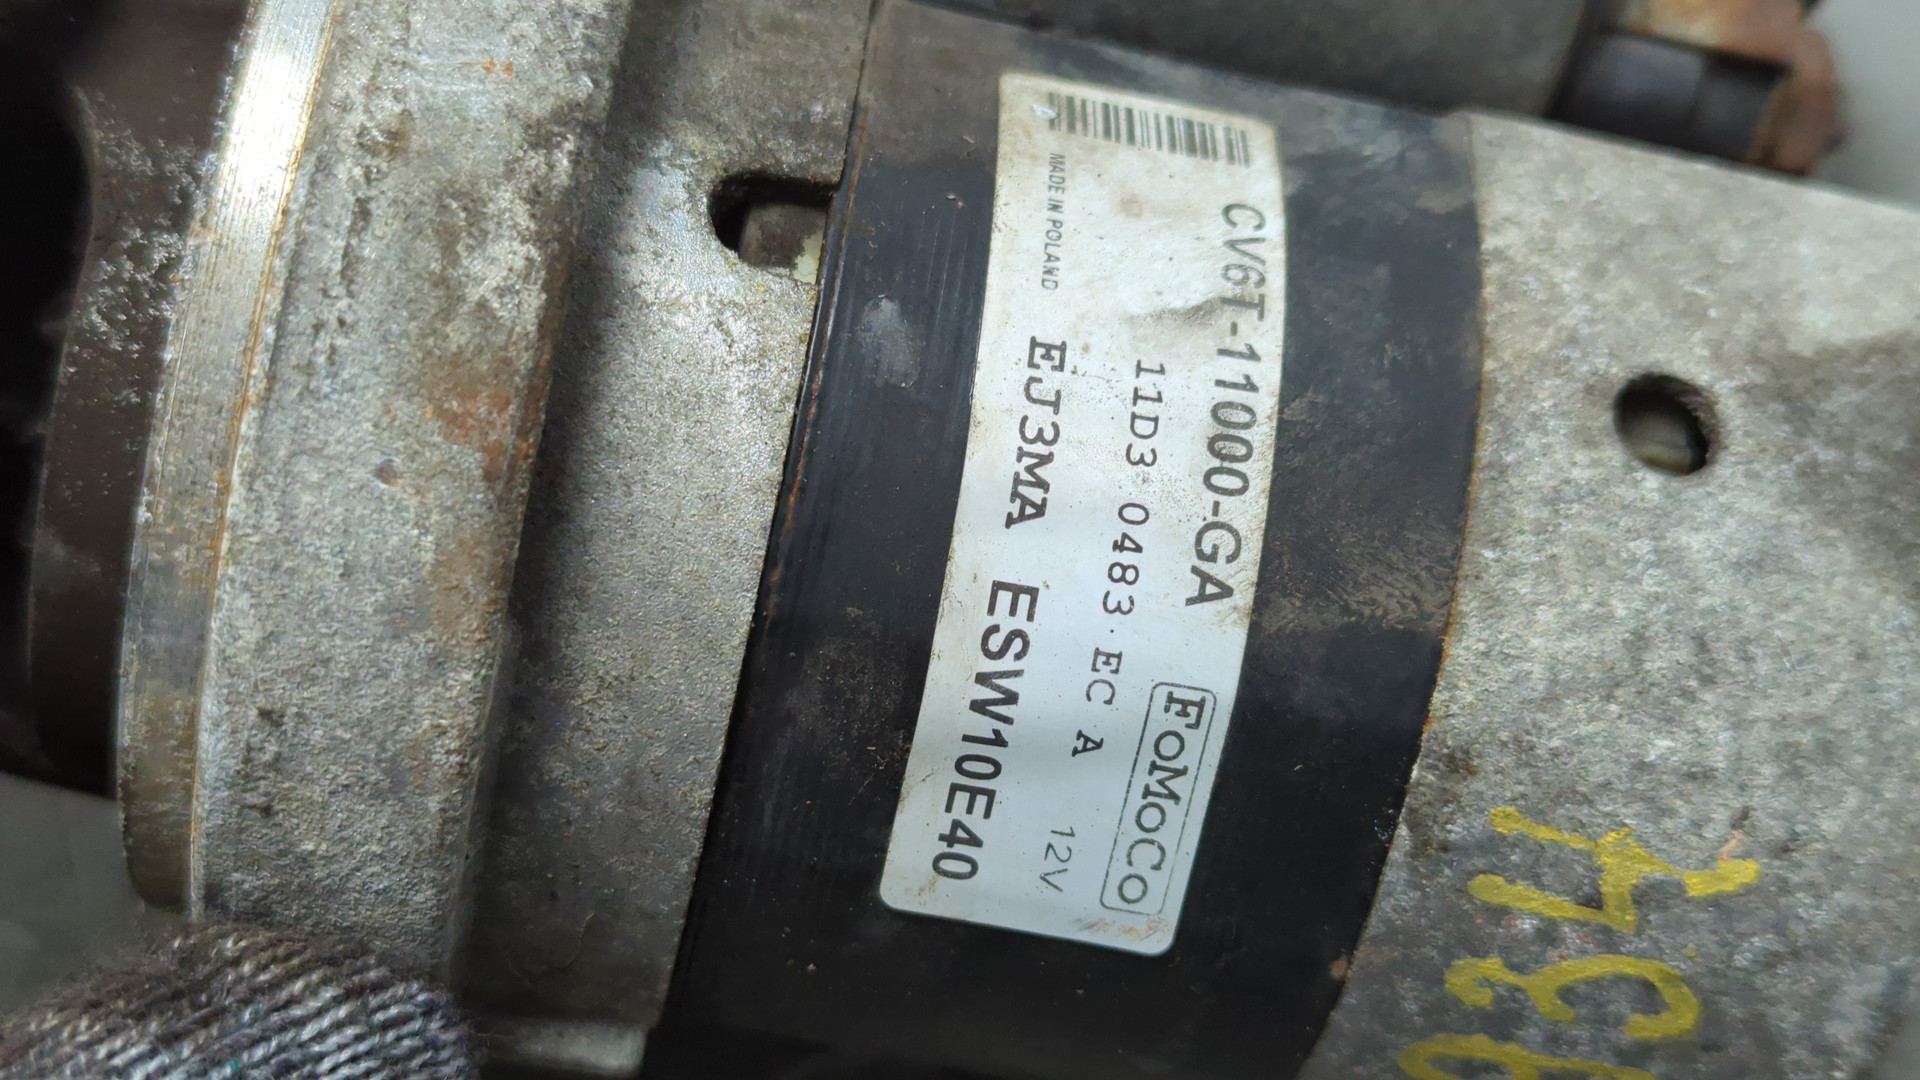 CV6T-11000-GA
FoMoCo
11D3 0483 EC A
12V
MADE IN POLAND
EJ3MA ESW10E40